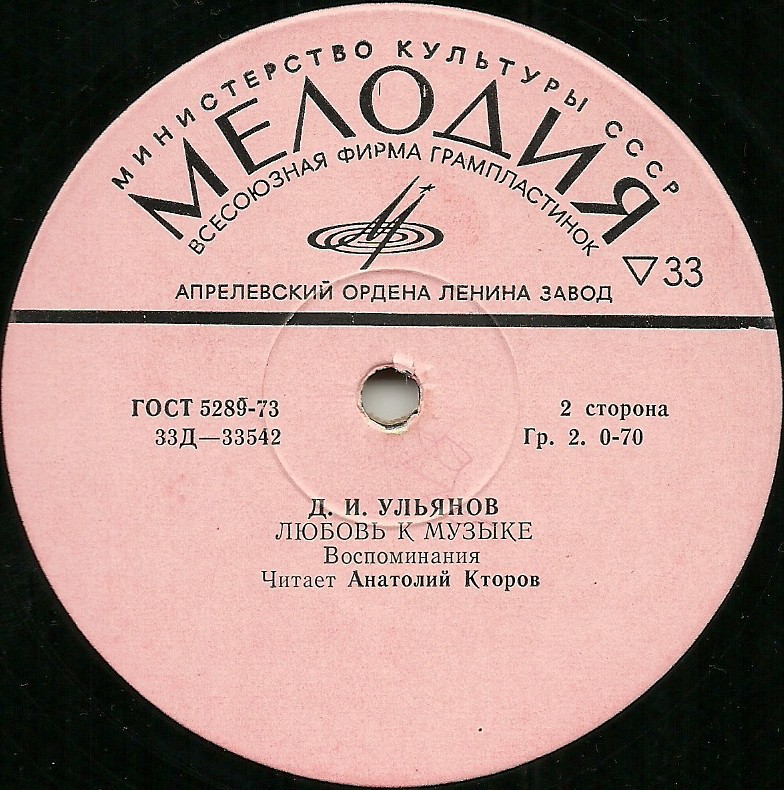 МИНИСТЕРСТВО КУЛЬТУРЫ СССР
МЕЛОДИЯ
ВСЕСОЮЗНАЯ ФИРМА ГРАМПЛАСТИНОК
▽33
АПРЕЛЕВСКИЙ ОРДЕНА ЛЕНИНА ЗАВОД
ГОСТ 5289-73
2 сторона
33Д—33542
Гр. 2. 0-70
Д. И. УЛЬЯНОВ
ЛЮБОВЬ К МУЗЫКЕ
Воспоминания
Читает Анатолий Кторов